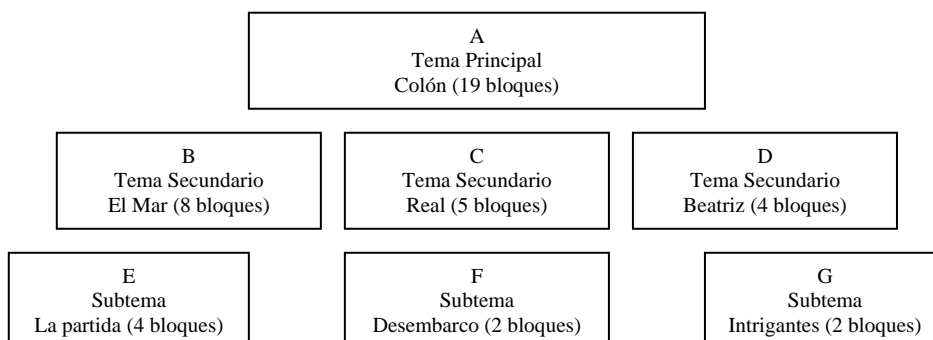 A
Tema Principal
Colón (19 bloques)
B
Tema Secundario
El Mar (8 bloques)
C
Tema Secundario
Real (5 bloques)
D
Tema Secundario
Beatriz (4 bloques)
E
Subtema
La partida (4 bloques)
F
Subtema
Desembarco (2 bloques)
G
Subtema
Intrigantes (2 bloques)